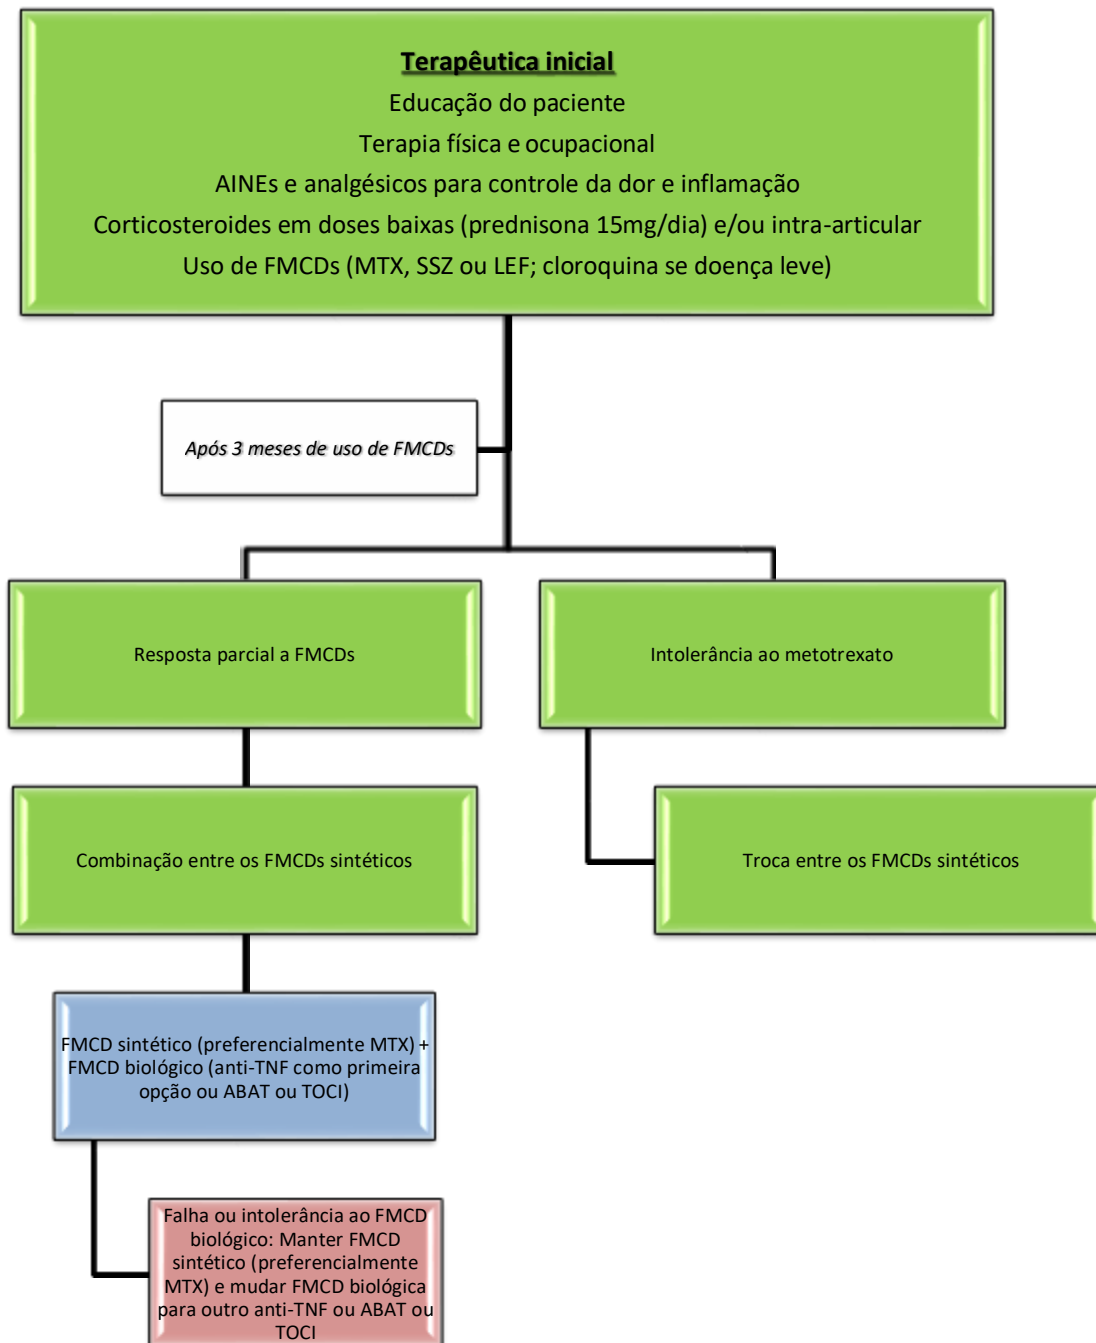 Terapêutica inicial
Educação do paciente
Terapia física e ocupacional
AINEs e analgésicos para controle da dor e inflamação
Corticosteroides em doses baixas (prednisona 15mg/dia) e/ou intra-articular
Uso de FMCDs (MTX, SSZ ou LEF; cloroquina se doença leve)
Após 3 meses de uso de FMCDs
Resposta parcial a FMCDs
Intolerância ao metotrexato
Combinação entre os FMCDs sintéticos
Troca entre os FMCDs sintéticos
FMCD sintético (preferencialmente MTX) +
FMCD biológico (anti-TNF como primeira
opção ou ABAT ou TOCI)
Falha ou intolerância ao FMCD
biológico: Manter FMCD
sintético (preferencialmente
MTX) e mudar FMCD biológica
para outro anti-TNF ou ABAT ou
TOCI